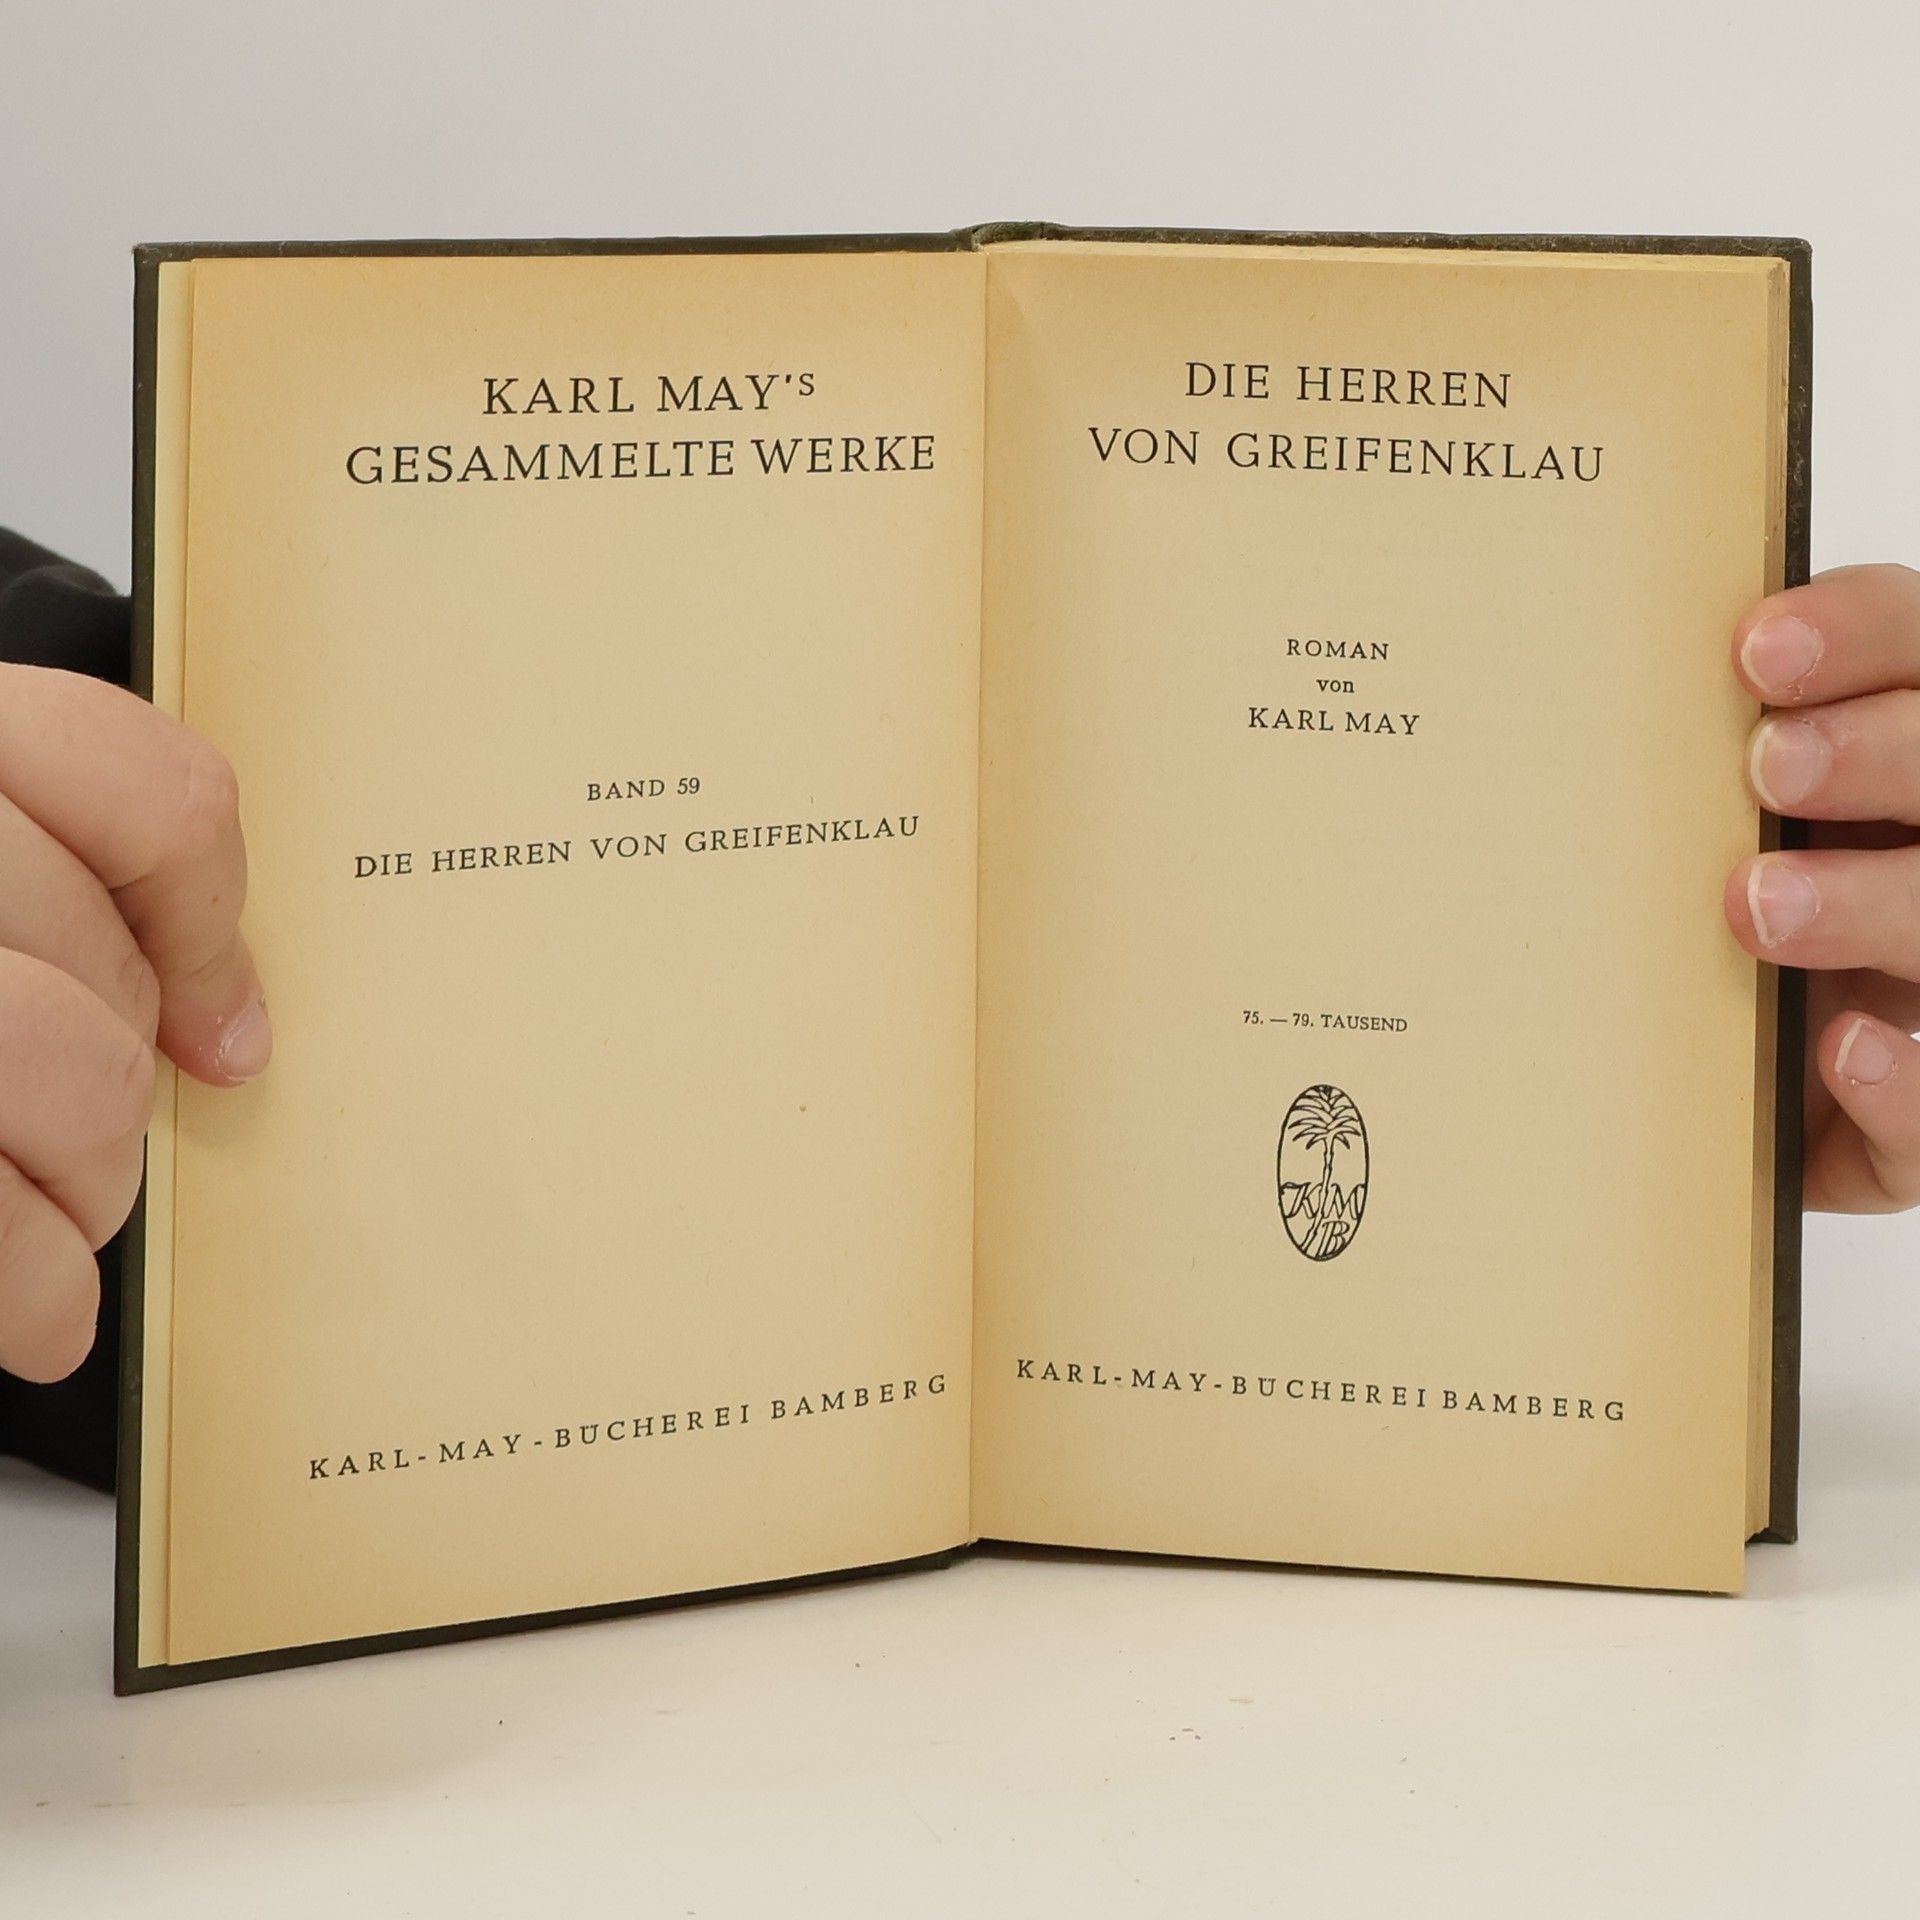 KARL MAY's
GESAMMELTE WERKE
BAND 59
DIE HERREN VON GREIFENKLAU
KARL-MAY-BÜCHEREI BAMBERG
DIE HERREN
VON GREIFENKLAU
ROMAN
von
KARL MAY
75. — 79. TAUSEND
KM
B
KARL-MAY-BÜCHEREI BAMBERG